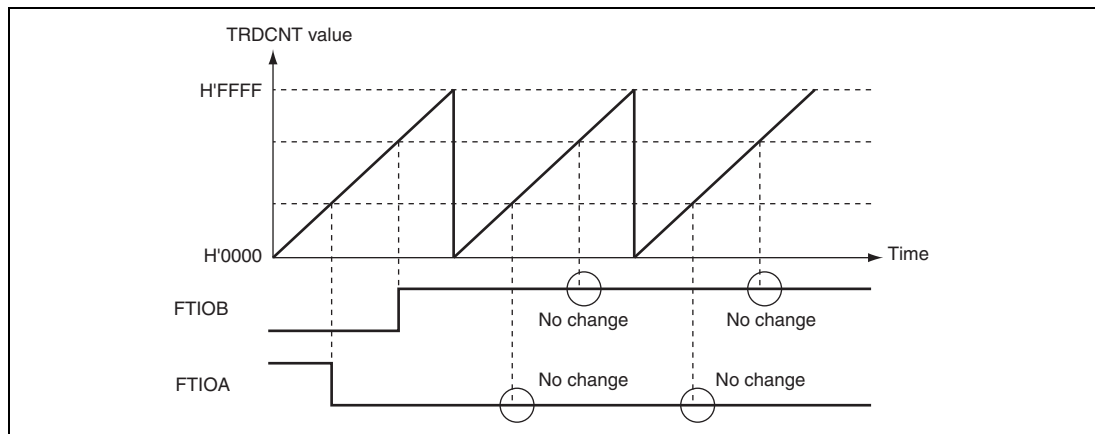 TRDCNT value
H'FFFF
H'0000
Time
FTIOB
No change
No change
FTIOA
No change
No change